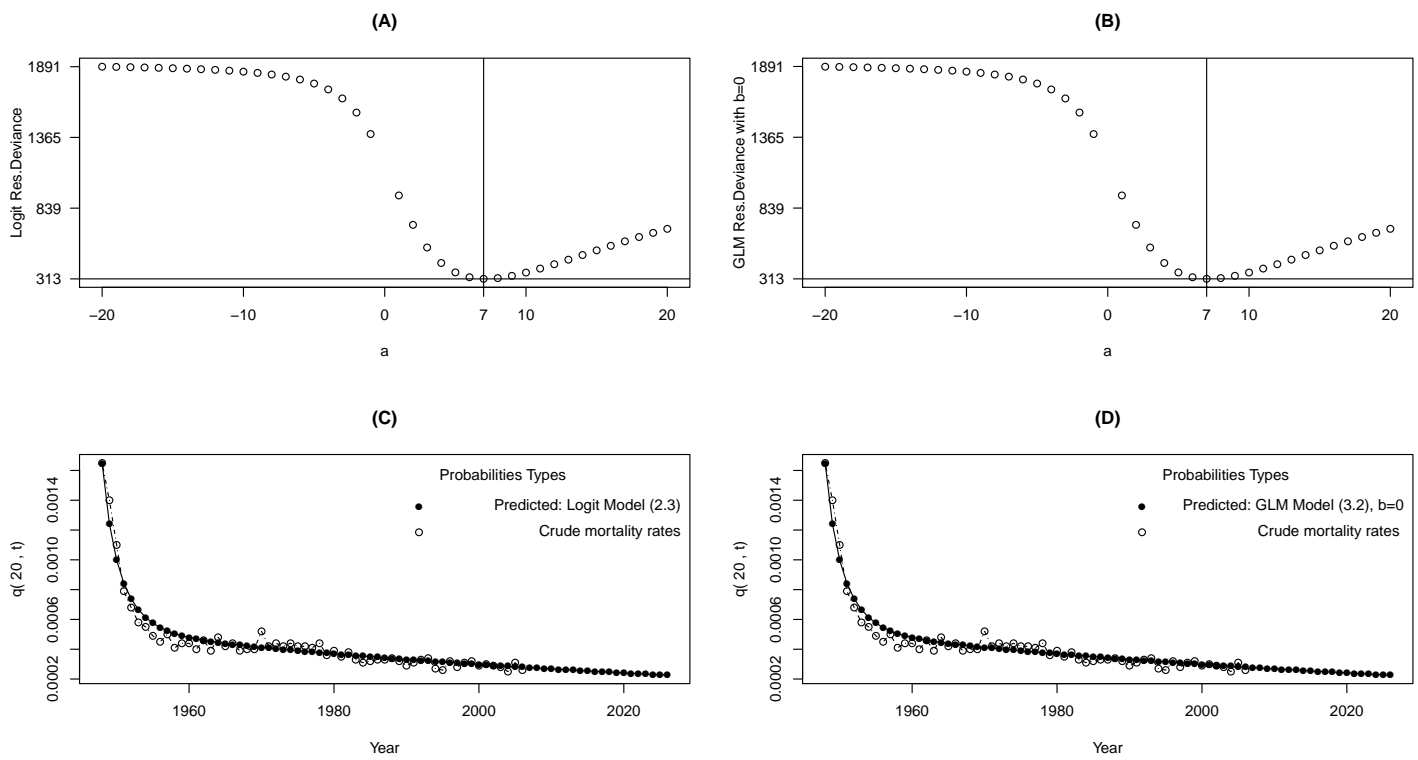 (A)
Logit Res.Deviance
1891
1365
839
313
−20
−10
0
7
10
20
a
(B)
GLM Res.Deviance with b=0
1891
1365
839
313
−20
−10
0
7
10
20
a
(C)
q( 20 , t)
0.0014
0.0010
0.0006
0.0002
Probabilities Types
Predicted: Logit Model (2.3)
Crude mortality rates
1960
1980
2000
2020
Year
(D)
q( 20 , t)
0.0014
0.0010
0.0006
0.0002
Probabilities Types
Predicted: GLM Model (3.2), b=0
Crude mortality rates
1960
1980
2000
2020
Year